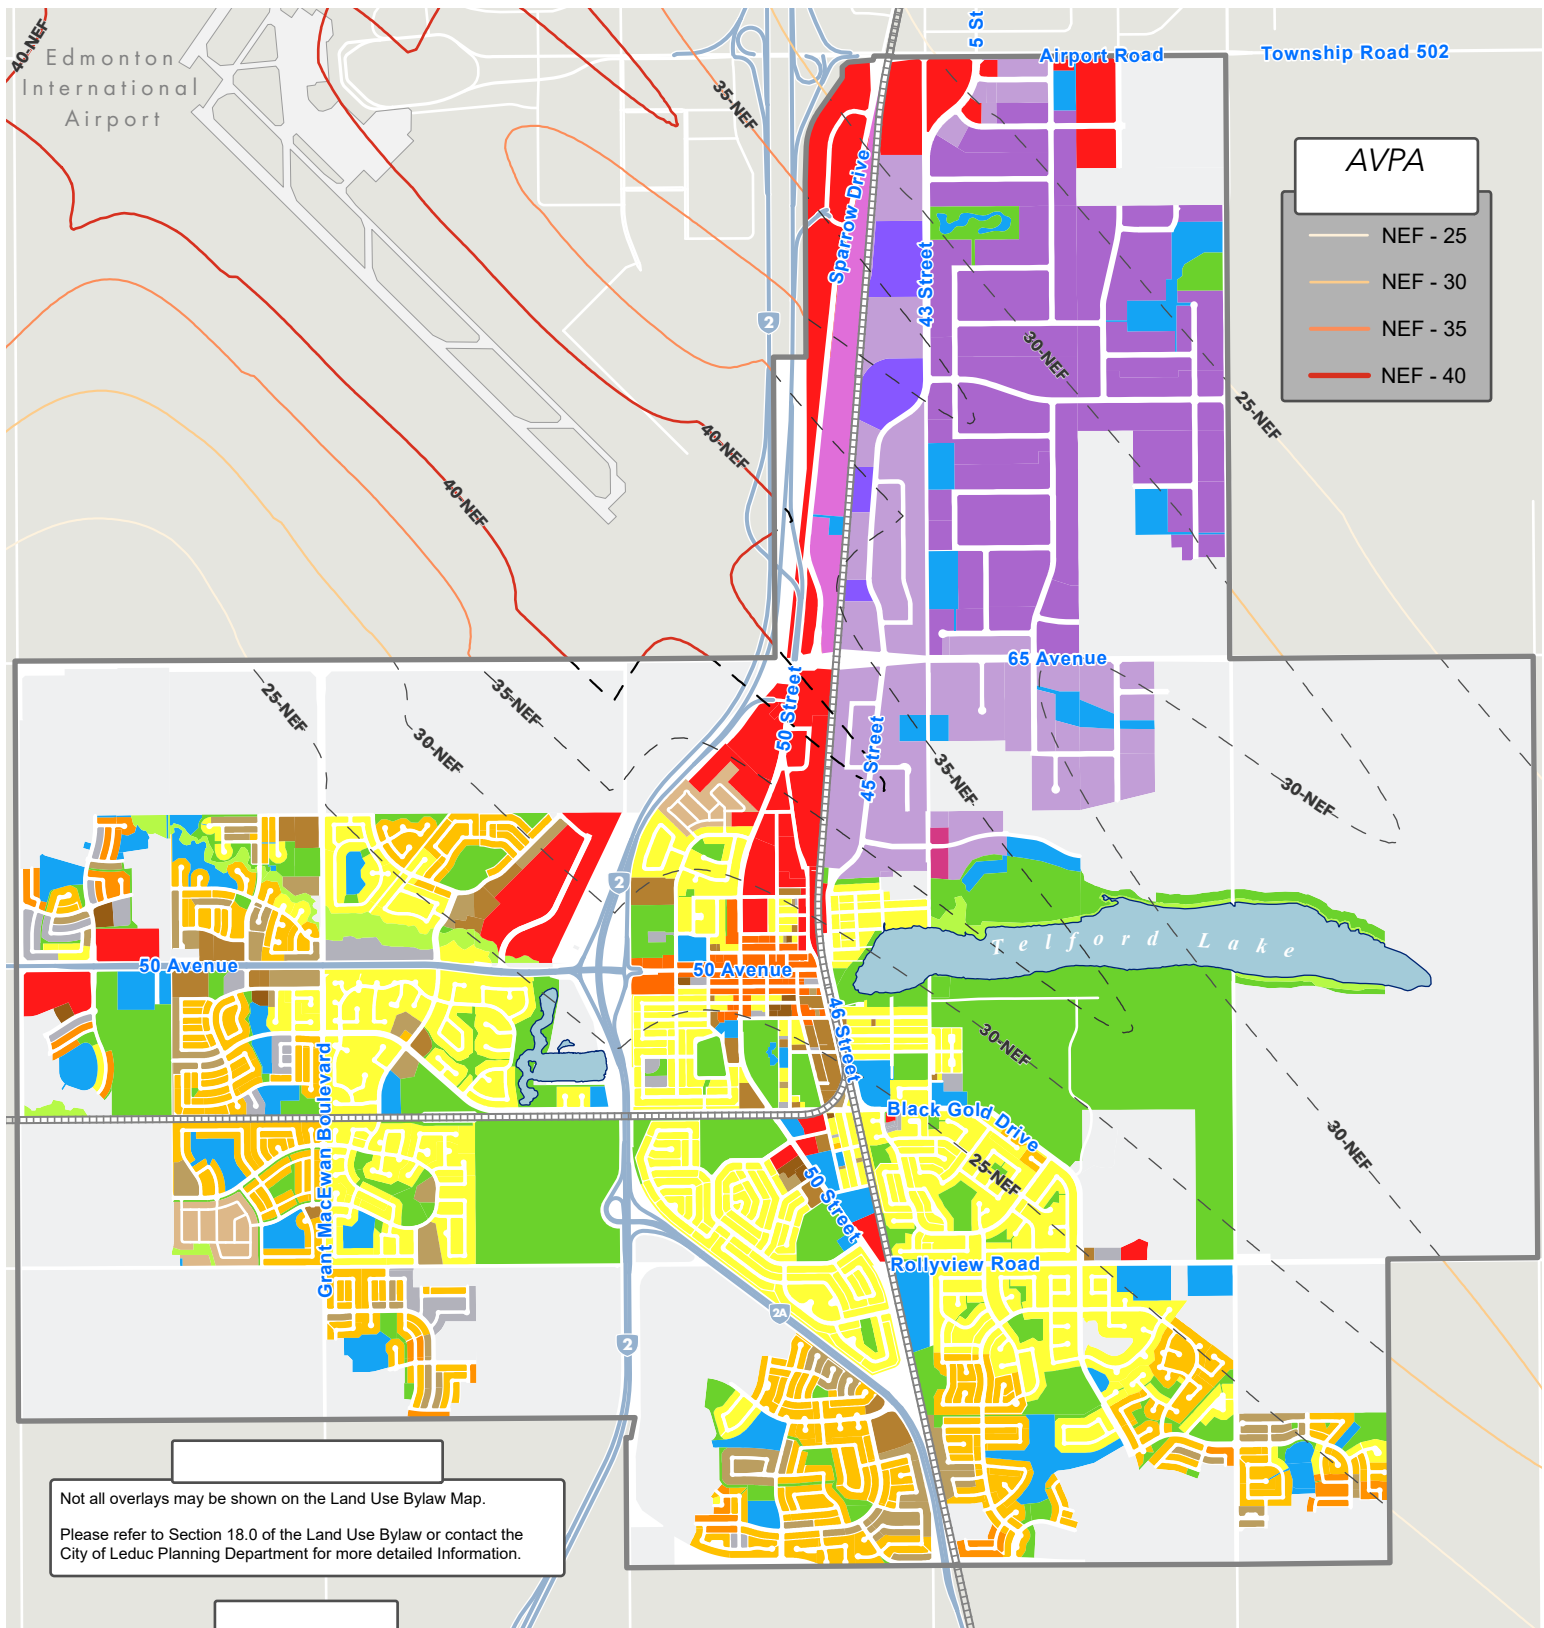 40-NEF
Edmonton
International
Airport
5 St
Airport Road
Township Road 502
35-NEF
AVPA
NEF - 25
NEF - 30
NEF - 35
NEF - 40
Sparrow Drive
43 Street
2
30-NEF
25-NEF
40-NEF
40-NEF
65 Avenue
25-NEF
35-NEF
30-NEF
50 Street
45 Street
35-NEF
30-NEF
2
Telford Lake
50 Avenue
50 Avenue
46 Street
30-NEF
Grant MacEwan Boulevard
Black Gold Drive
25-NEF
30-NEF
50 Street
Rollyview Road
2A
2
Not all overlays may be shown on the Land Use Bylaw Map.
Please refer to Section 18.0 of the Land Use Bylaw or contact the
City of Leduc Planning Department for more detailed Information.